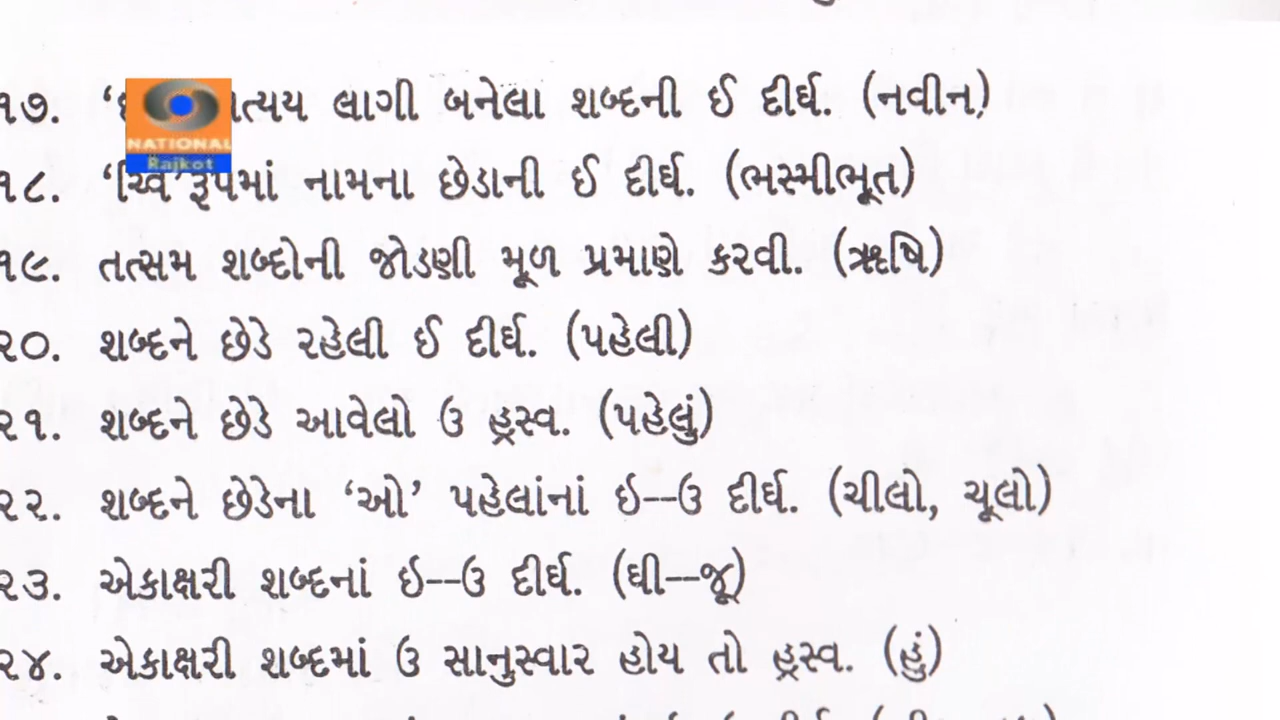 ૧૭. લાગી બનેલા શબ્દની ઈ દીર્ઘ. (નવીન)
NATIONAL
Rajkot
૧૮. ‘ચ્વિ’ રૂપમાં નામના છેડાની ઈ દીર્ઘ. (ભસ્મીભૂત)
૧૯ તત્સમ શબ્દોની જોડણી મૂળ પ્રમાણે કરવી. (ઋષિ)
૨૦. શબ્દને છેડે રહેલી ઈ દીર્ઘ. (પહેલી)
૨૧. શબ્દને છેડે આવેલો ઉ હ્રસ્વ. (પહેલું)
૨૨. શબ્દને છેડેના ‘ઓ’ પહેલાંનાં ઇ–ઉ દીર્ઘ. (ચીલો, ચૂલો)
૨૩. એકાક્ષરી શબ્દનાં ઇ–ઉ દીર્ઘ. (ઘી–જૂ)
૨૪. એકાક્ષરી શબ્દમાં ઉ સાનુસ્વાર હોય તો હ્રસ્વ. (હું)